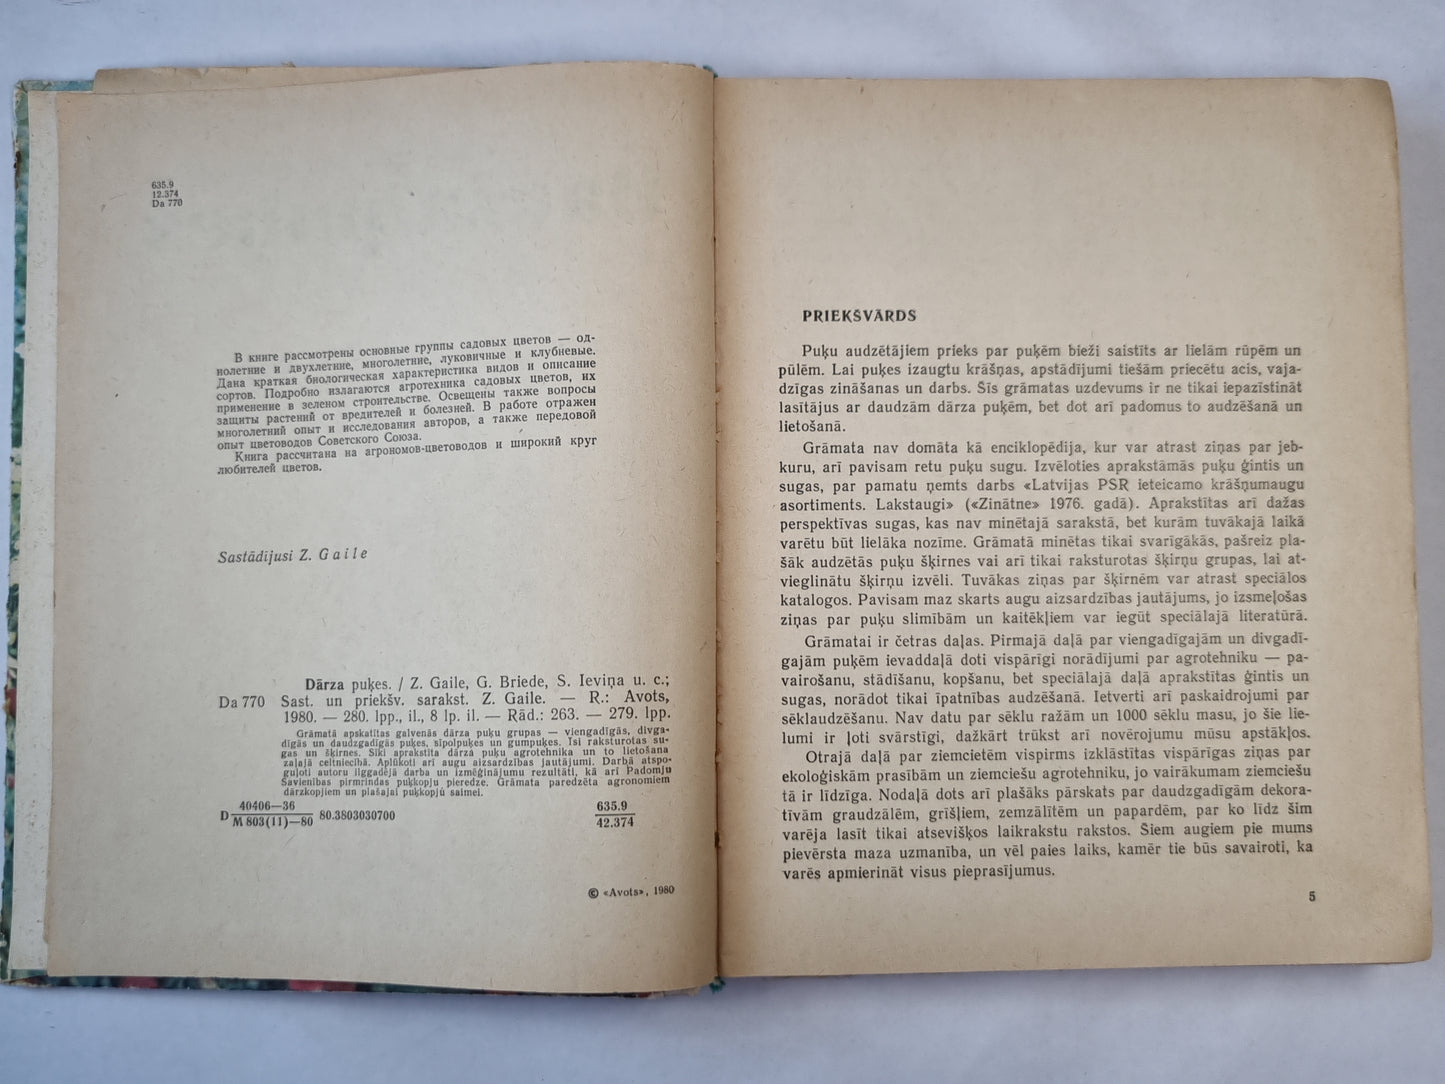 635.9
12.374
Da 770
В книге рассмотрены основные группы садовых цветов — од-
нолетние и двухлетние, многолетние, луковичные и клубневые.
Дана краткая биологическая характеристика видов и описание
сортов. Подробно излагаются агротехника садовых цветов, их
применение в зеленом строительстве. Освещены также вопросы
защиты растений от вредителей и болезней. В работе отражен
многолетний опыт и исследования авторов, а также передовой
опыт цветоводов Советского Союза.
Книга рассчитана на агрономов-цветоводов и широкий круг
любителей цветов.
Sastādījusi Z. Gaile
Dārza puķes. / Z. Gaile, G. Briede, S. Ieviņa u. c.;
Da 770 Sast. un priekšv. sarakst. Z. Gaile. — R.: Avots,
1980. — 280. lpp., il., 8 lp. il. — Rād.: 263. — 279. lpp.
Grāmatā apskatītas galvenās dārza puķu grupas — viengadīgās, divga-
dīgās un daudzgadīgās puķes, sīpolpuķes un gumpuķes. Īsi raksturotas su-
gas un šķirnes. Sīki aprakstīta dārza puķu agrotehnika un to lietošana
zaļajā celtniecībā. Aplūkoti arī augu aizsardzības jautājumi. Darbā atspo-
guļoti autoru ilggadējā darba un izmēģinājumu rezultāti, kā arī Padomju
Savienības pirmrindas puķkopju pieredze. Grāmata paredzēta agronomiem
dārzkopjiem un plašajai puķkopju saimei.
D 40406—36
M 803(11)—80 80.3803030700
635.9
42.374
© «Avots», 1980
PRIEKŠVĀRDS
Puķu audzētājiem prieks par puķēm bieži saistīts ar lielām rūpēm un
pūlēm. Lai puķes izaugtu krāšņas, apstādījumi tiešām priecētu acis, vaja-
dzīgas zināšanas un darbs. Šīs grāmatas uzdevums ir ne tikai iepazīstināt
lasītājus ar daudzām dārza puķēm, bet dot arī padomus to audzēšanā un
lietošanā.
Grāmata nav domāta kā enciklopēdija, kur var atrast ziņas par jeb-
kuru, arī pavisam retu puķu sugu. Izvēloties aprakstāmās puķu ģintis un
sugas, par pamatu ņemts darbs «Latvijas PSR ieteicamo krāšņumaugu
asortiments. Lakstaugi» («Zinātne» 1976. gadā). Aprakstītas arī dažas
perspektīvas sugas, kas nav minētajā sarakstā, bet kurām tuvākajā laikā
varētu būt lielāka nozīme. Grāmatā minētas tikai svarīgākās, pašreiz pla-
šāk audzētās puķu šķirnes vai arī tikai raksturotas šķirņu grupas, lai at-
vieglinātu šķirņu izvēli. Tuvākas ziņas par šķirnēm var atrast speciālos
katalogos. Pavisam maz skarts augu aizsardzības jautājums, jo izsmeļošas
ziņas par puķu slimībām un kaitēkļiem var iegūt speciālajā literatūrā.
Grāmatai ir četras daļas. Pirmajā daļā par viengadīgajām un divgadī-
gajām puķēm ievaddaļā doti vispārīgi norādījumi par agrotehniku — pa-
vairošanu, stādīšanu, kopšanu, bet speciālajā daļā aprakstītas ģintis un
sugas, norādot tikai īpatnības audzēšanā. Ietverti arī paskaidrojumi par
sēklaudzēšanu. Nav datu par sēklu ražām un 1000 sēklu masu, jo šie lie-
lumi ir ļoti svārstīgi, dažkārt trūkst arī novērojumu mūsu apstākļos.
Otrajā daļā par ziemcietēm vispirms izklāstītas vispārīgas ziņas par
ekoloģiskām prasībām un ziemciešu agrotehniku, jo vairākumam ziemciešu
tā ir līdzīga. Nodaļā dots arī plašāks pārskats par daudzgadīgām dekora-
tīvām graudzālēm, grīšļiem, zemzālītēm un papardēm, par ko līdz šim
varēja lasīt tikai atsevišķos laikrakstu rakstos. Šiem augiem pie mums
pievērsta maza uzmanība, un vēl paies laiks, kamēr tie būs savairoti, ka
varēs apmierināt visus pieprasījumus.
5